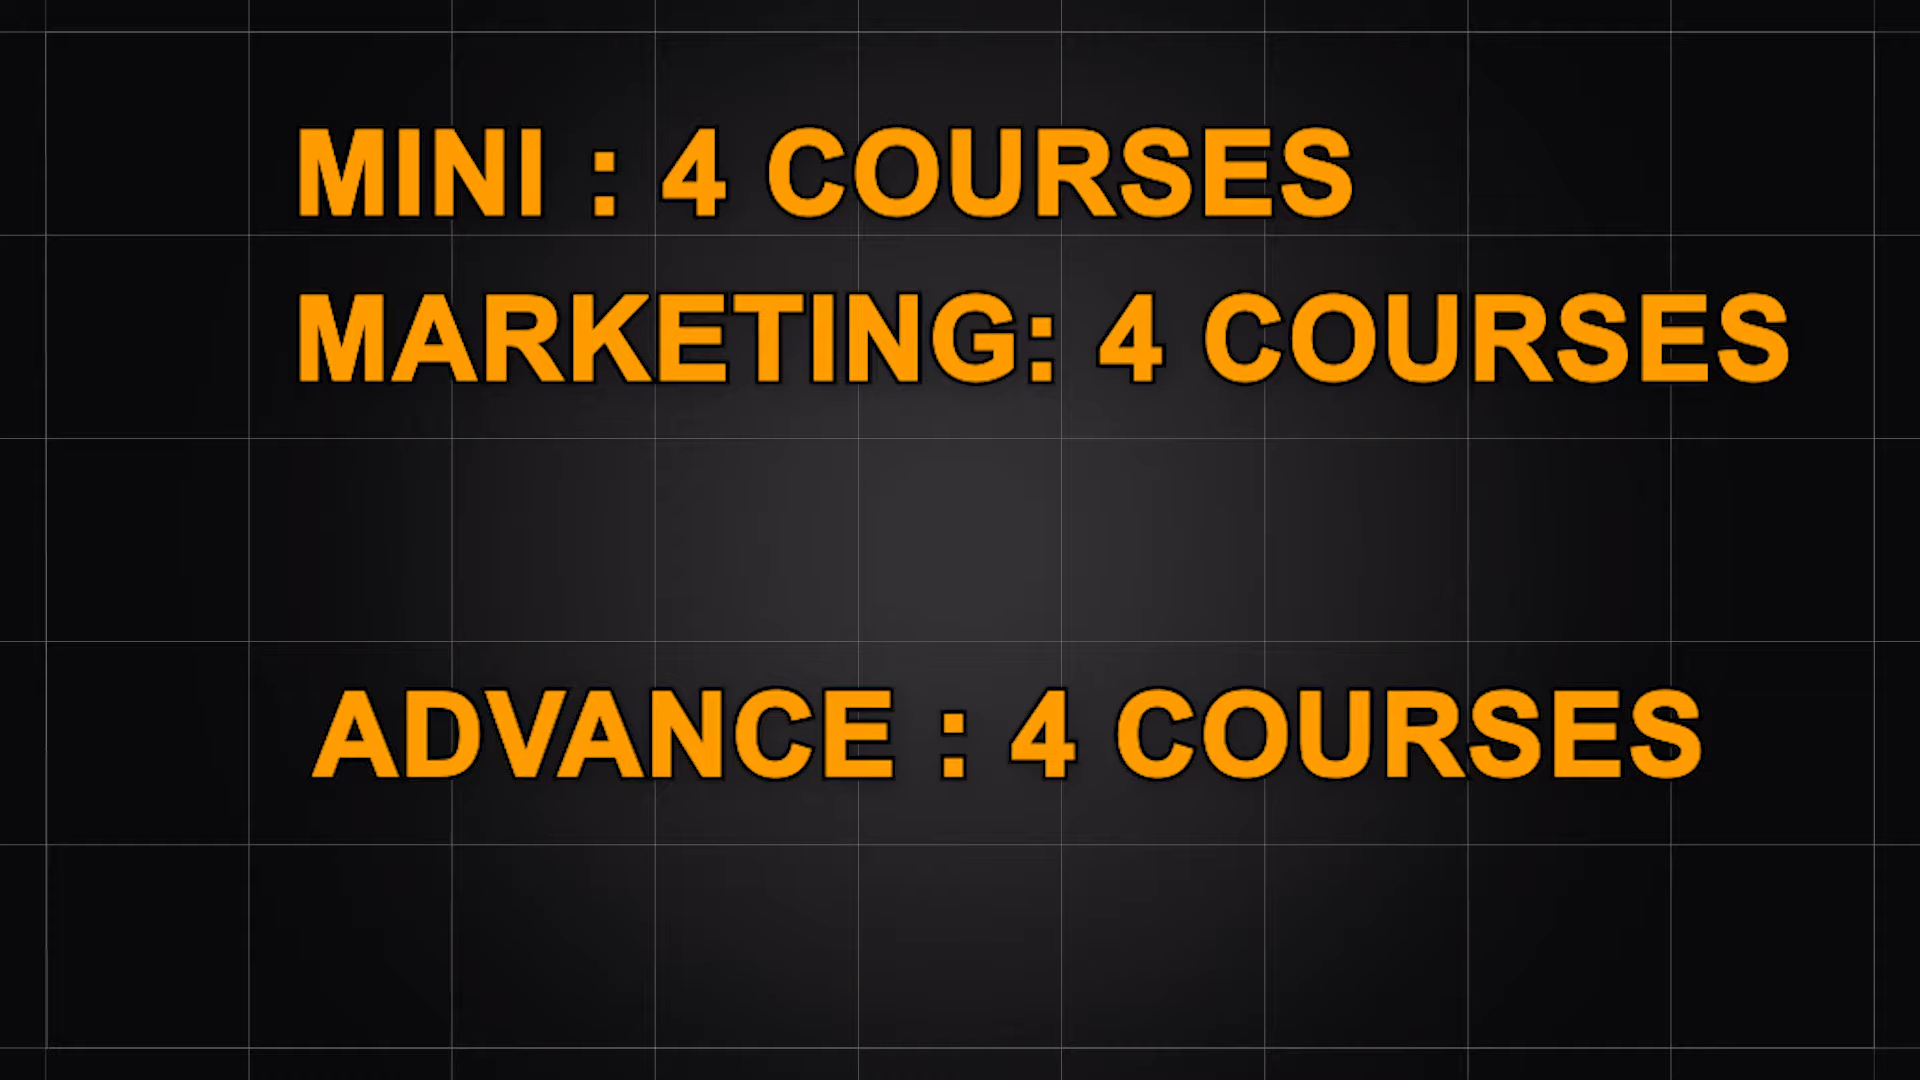 MINI : 4 COURSES
MARKETING: 4 COURSES
ADVANCE : 4 COURSES